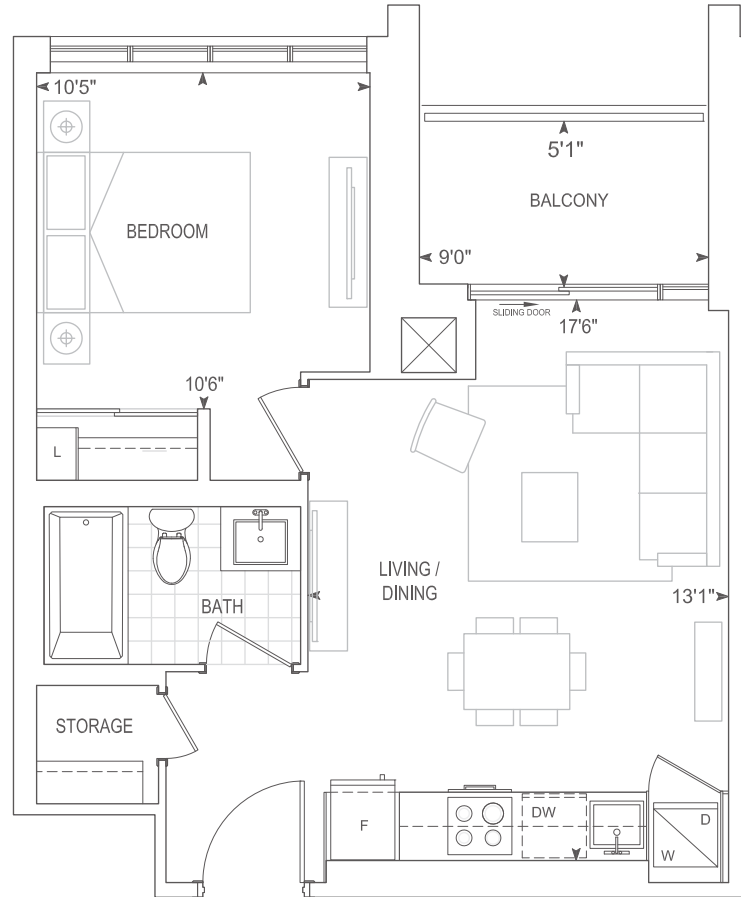 10'5"
5'1"
BALCONY
BEDROOM
9'0"
SLIDING DOOR
17'6"
10'6"
L
LIVING /
DINING
13'1"
BATH
STORAGE
F
DW
D
W